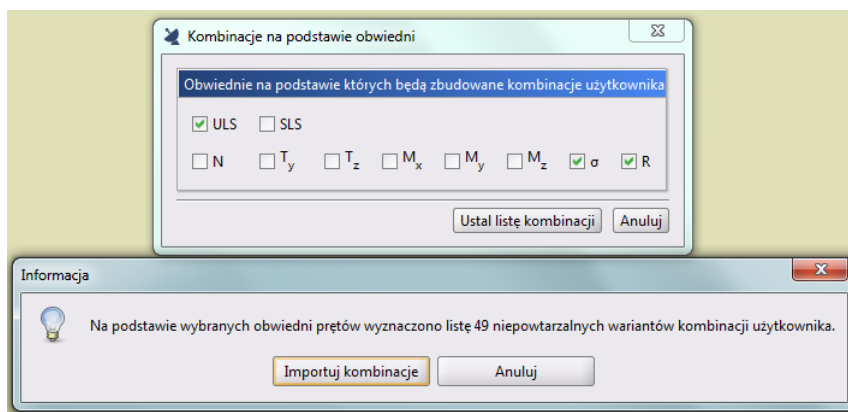 Kombinacje na podstawie obwiedni
Obwiednie na podstawie których będą zbudowane kombinacje użytkownika
ULS SLS
N Ty Tz Mx My Mz σ R
Ustal listę kombinacji Anuluj
Informacja
Na podstawie wybranych obwiedni prętów wyznaczono listę 49 niepowtarzalnych wariantów kombinacji użytkownika.
Importuj kombinacje Anuluj